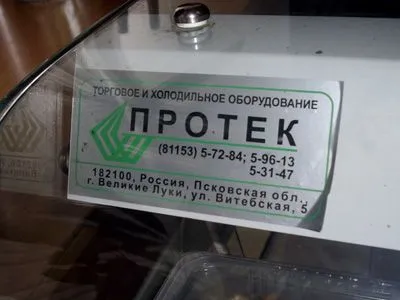 ТОРГОВОЕ И ХОЛОДИЛЬНОЕ ОБОРУДОВАНИЕ
ПРОТЕК
(81153) 5-72-84; 5-96-13
5-31-47
182100, Россия, Псковская обл.,
г. Великие Луки, ул. Витебская, 5